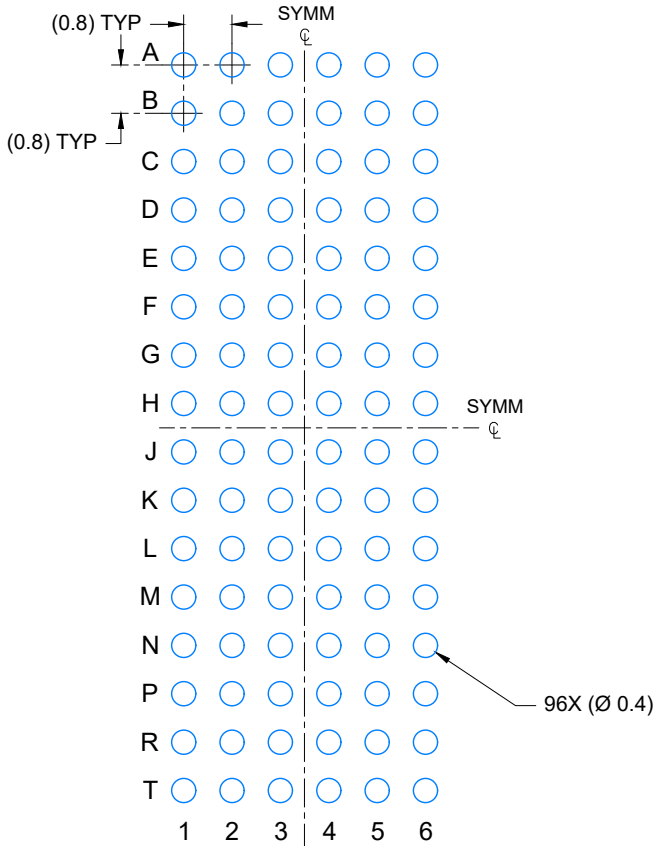 (0.8) TYP
SYMM
℄
A
B
(0.8) TYP
C
D
E
F
G
H
SYMM
℄
J
K
L
M
N
P
96X (Ø 0.4)
R
T
1 2 3 4 5 6